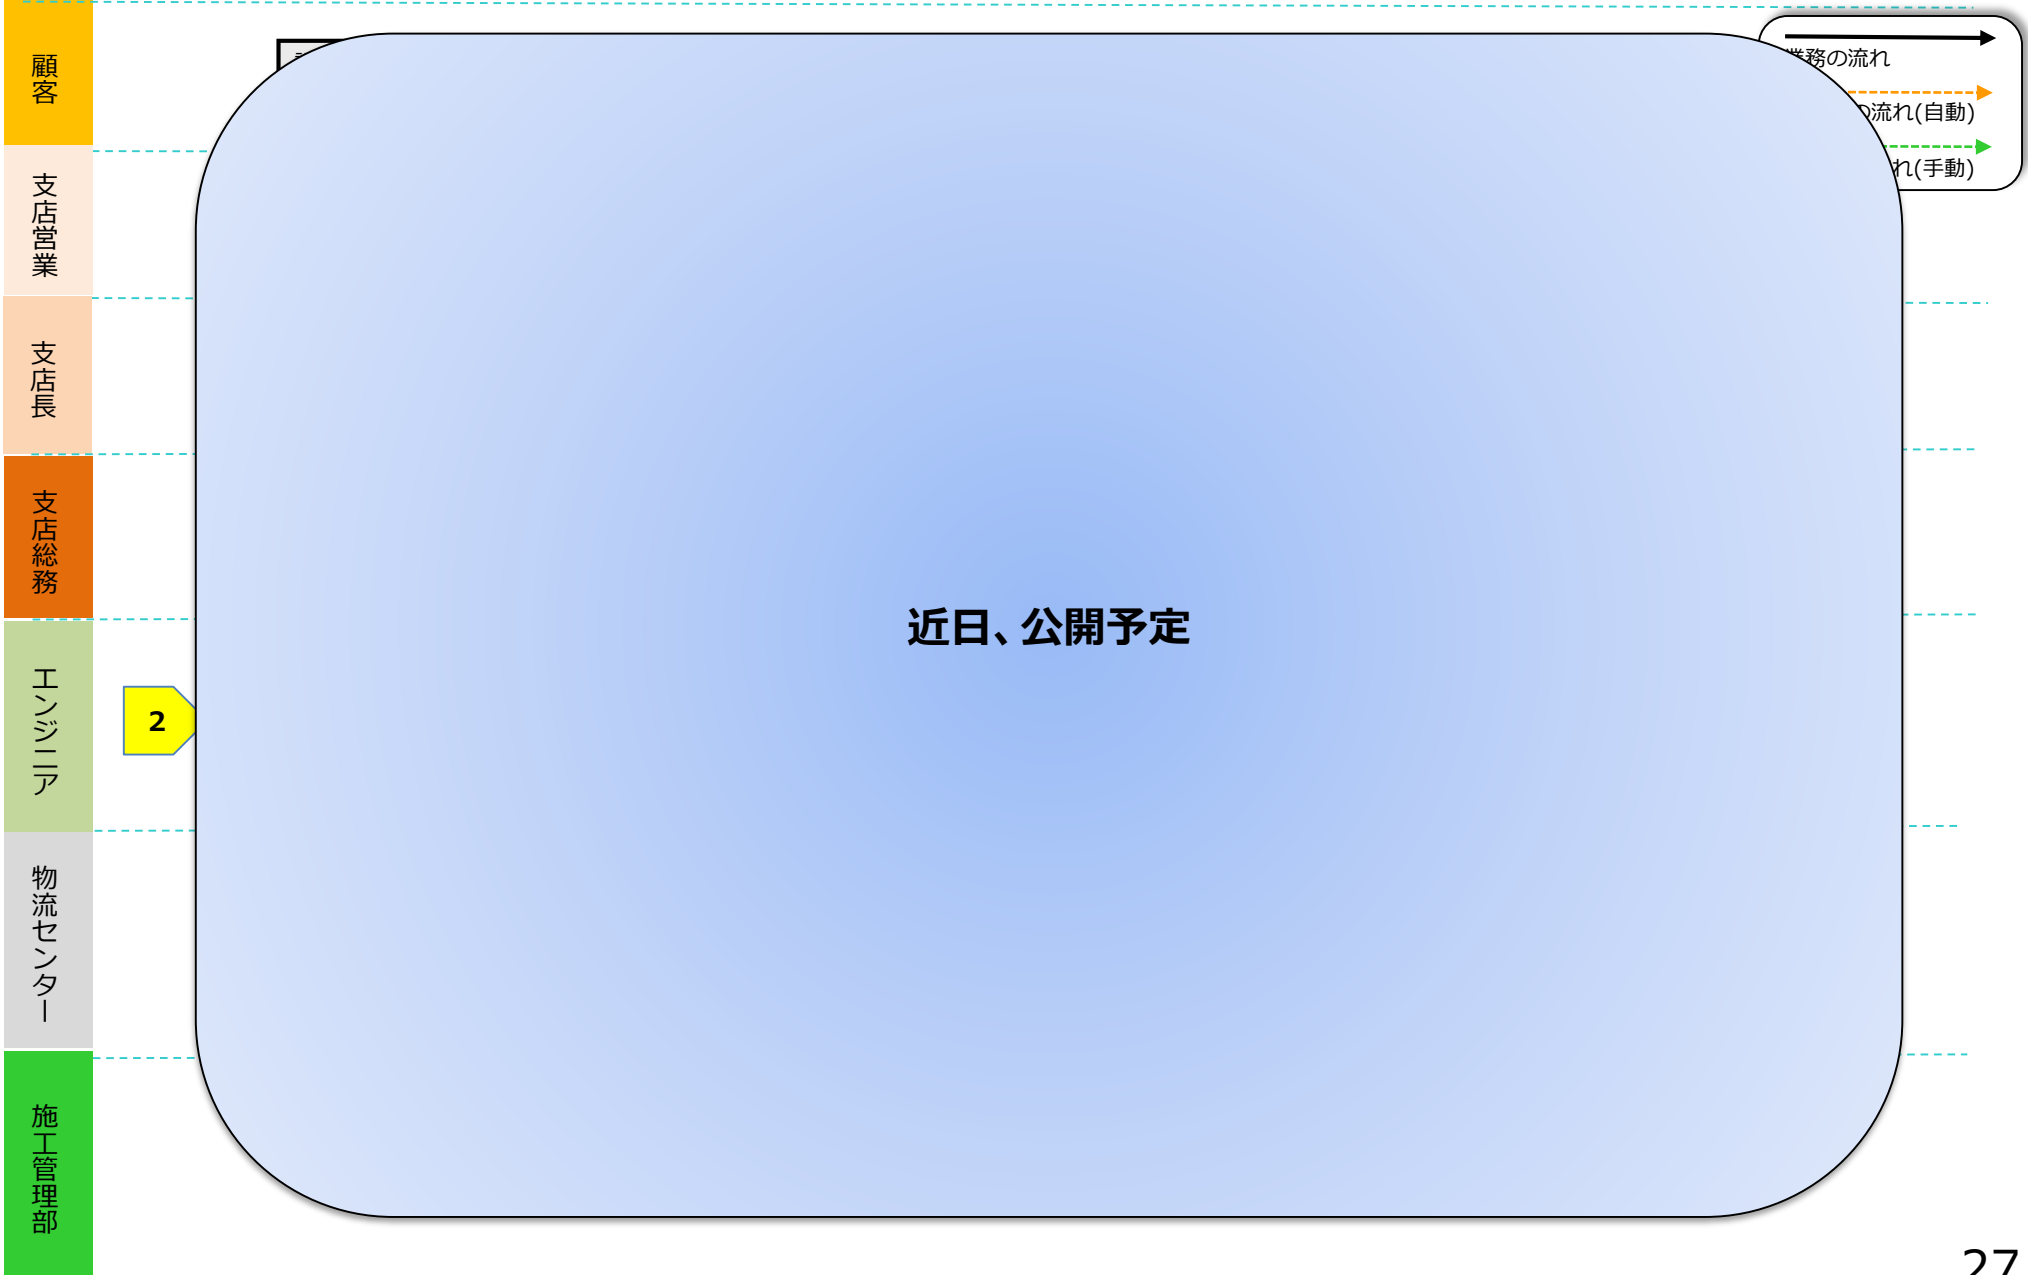 顧客
業務の流れ
の流れ(自動)
れ(手動)
支店営業
支店長
支店総務
近日、公開予定
エンジニア
2
物流センター
施工管理部
27